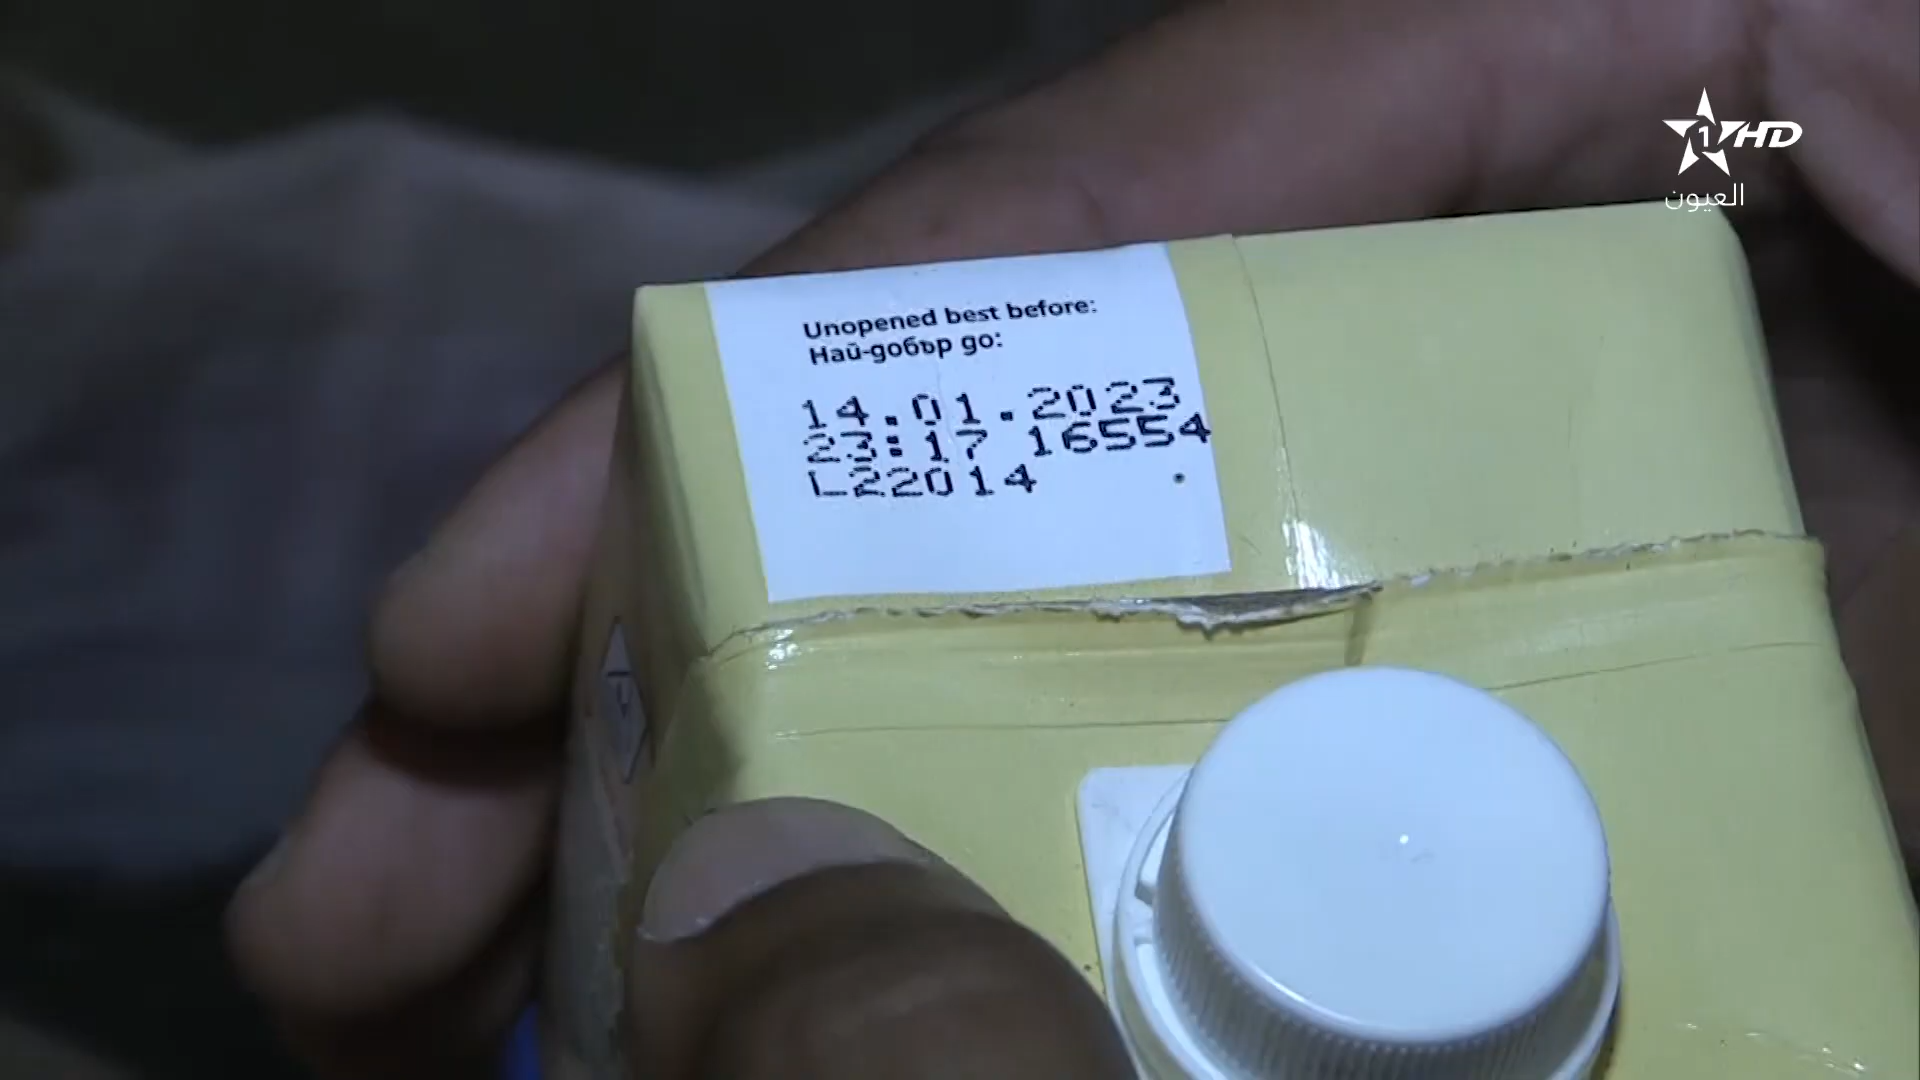 1HD
العيون
Unopened best before:
Най-добър до:
14.01.2023
23:17 16554
L22014